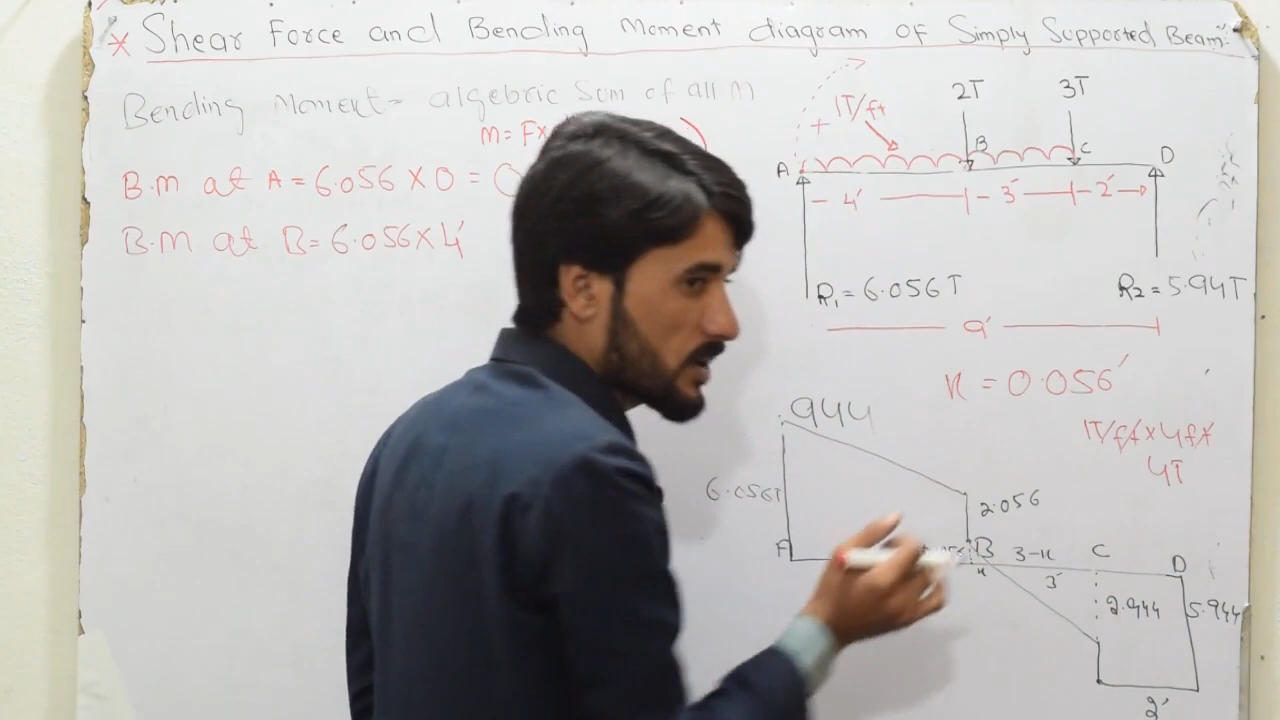 * Shear Force and Bending Moment diagram of Simply Supported Beam:-
Bending Moment = algebric Sum of all M
M = F×
B.M at A = 6.056 × 0 = 0
B.M at B = 6.056 × 4'
+ 1T/ft
2T
3T
A
B
C
D
4'
3'
2'
R1 = 6.056T
R2 = 5.94T
9'
x = 0.056'
1T/ft × 4ft
4T
.944
6.056T
2.056
A
B
3-x
C
D
x
3'
2.944
5.944
2'